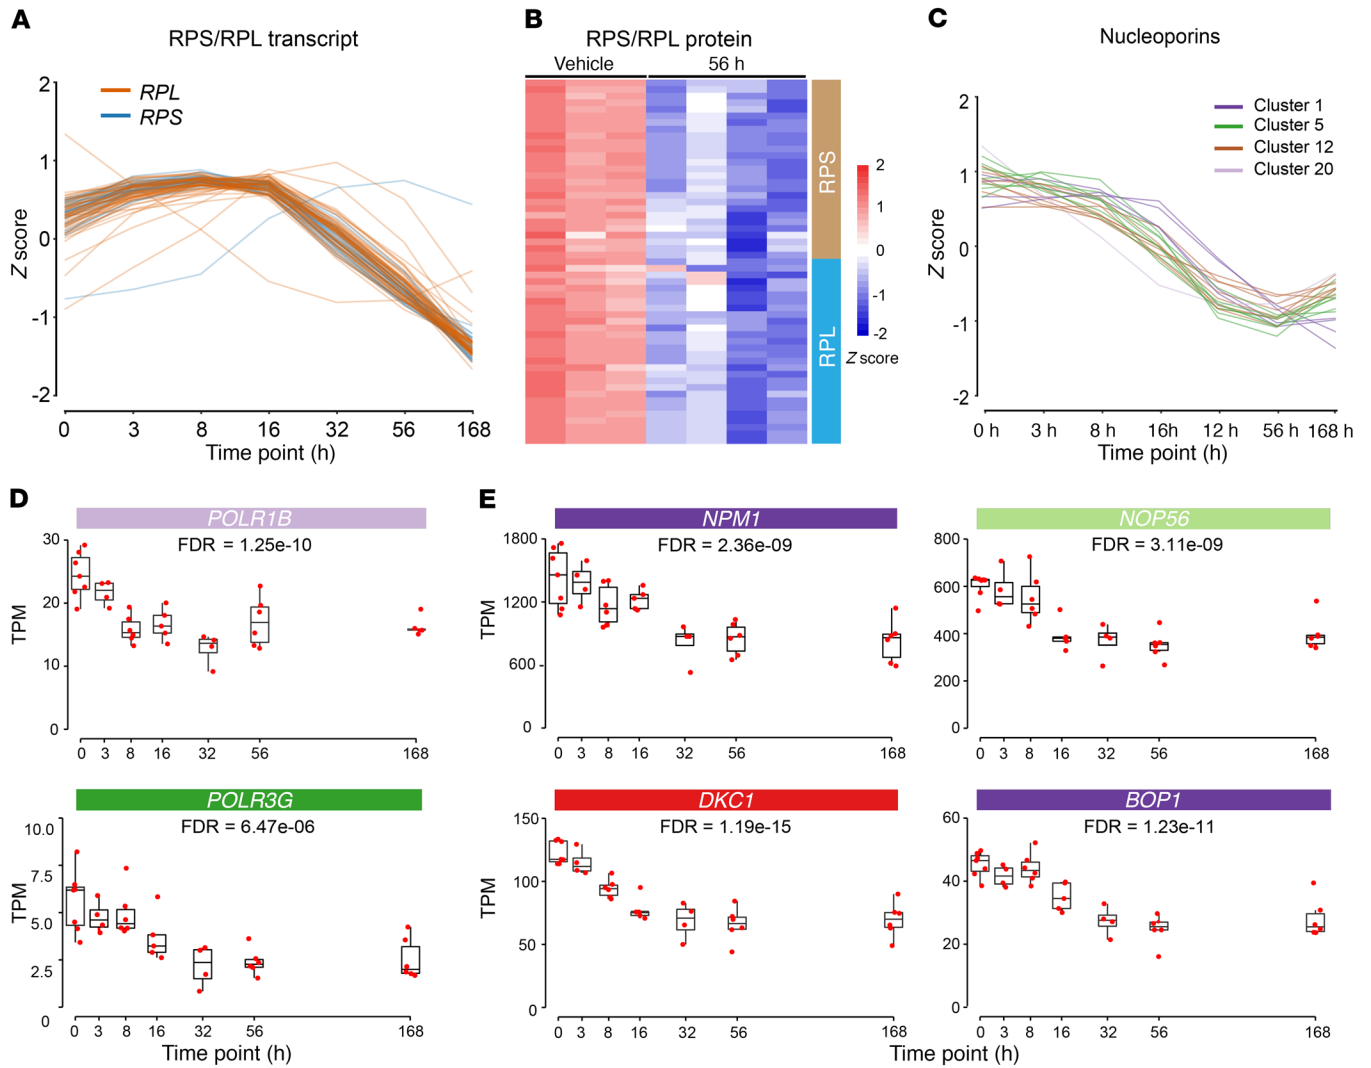 A
RPS/RPL transcript
RPL
RPS
Z score
2
1
0
-1
-2
0 3 8 16 32 56 168
Time point (h)
B
RPS/RPL protein
Vehicle 56 h
RPS
RPL
2
1
0
-1
-2
Z score
C
Nucleoporins
Cluster 1
Cluster 5
Cluster 12
Cluster 20
Z score
2
1
0
-1
-2
0 h 3 h 8 h 16h 12 h 56 h 168 h
Time point (h)
D
POLR1B
FDR = 1.25e-10
TPM
30
20
10
0
0 3 8 16 32 56 168
POLR3G
FDR = 6.47e-06
TPM
10.0
7.5
5.0
2.5
0
0 3 8 16 32 56 168
Time point (h)
E
NPM1
FDR = 2.36e-09
TPM
1800
1200
600
0
0 3 8 16 32 56 168
NOP56
FDR = 3.11e-09
800
600
400
200
0
0 3 8 16 32 56 168
DKC1
FDR = 1.19e-15
TPM
150
100
50
0
0 3 8 16 32 56 168
BOP1
FDR = 1.23e-11
60
40
20
0
0 3 8 16 32 56 168
Time point (h)